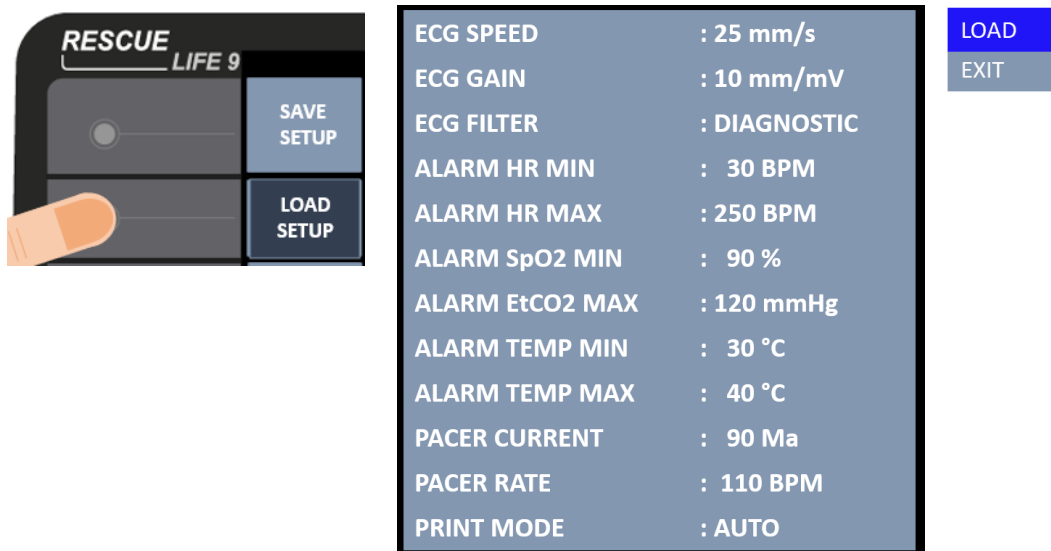 RESCUE
LIFE 9
SAVE
SETUP
LOAD
SETUP
ECG SPEED : 25 mm/s
ECG GAIN : 10 mm/mV
ECG FILTER : DIAGNOSTIC
ALARM HR MIN : 30 BPM
ALARM HR MAX : 250 BPM
ALARM SpO2 MIN : 90 %
ALARM EtCO2 MAX : 120 mmHg
ALARM TEMP MIN : 30 °C
ALARM TEMP MAX : 40 °C
PACER CURRENT : 90 Ma
PACER RATE : 110 BPM
PRINT MODE : AUTO
LOAD
EXIT